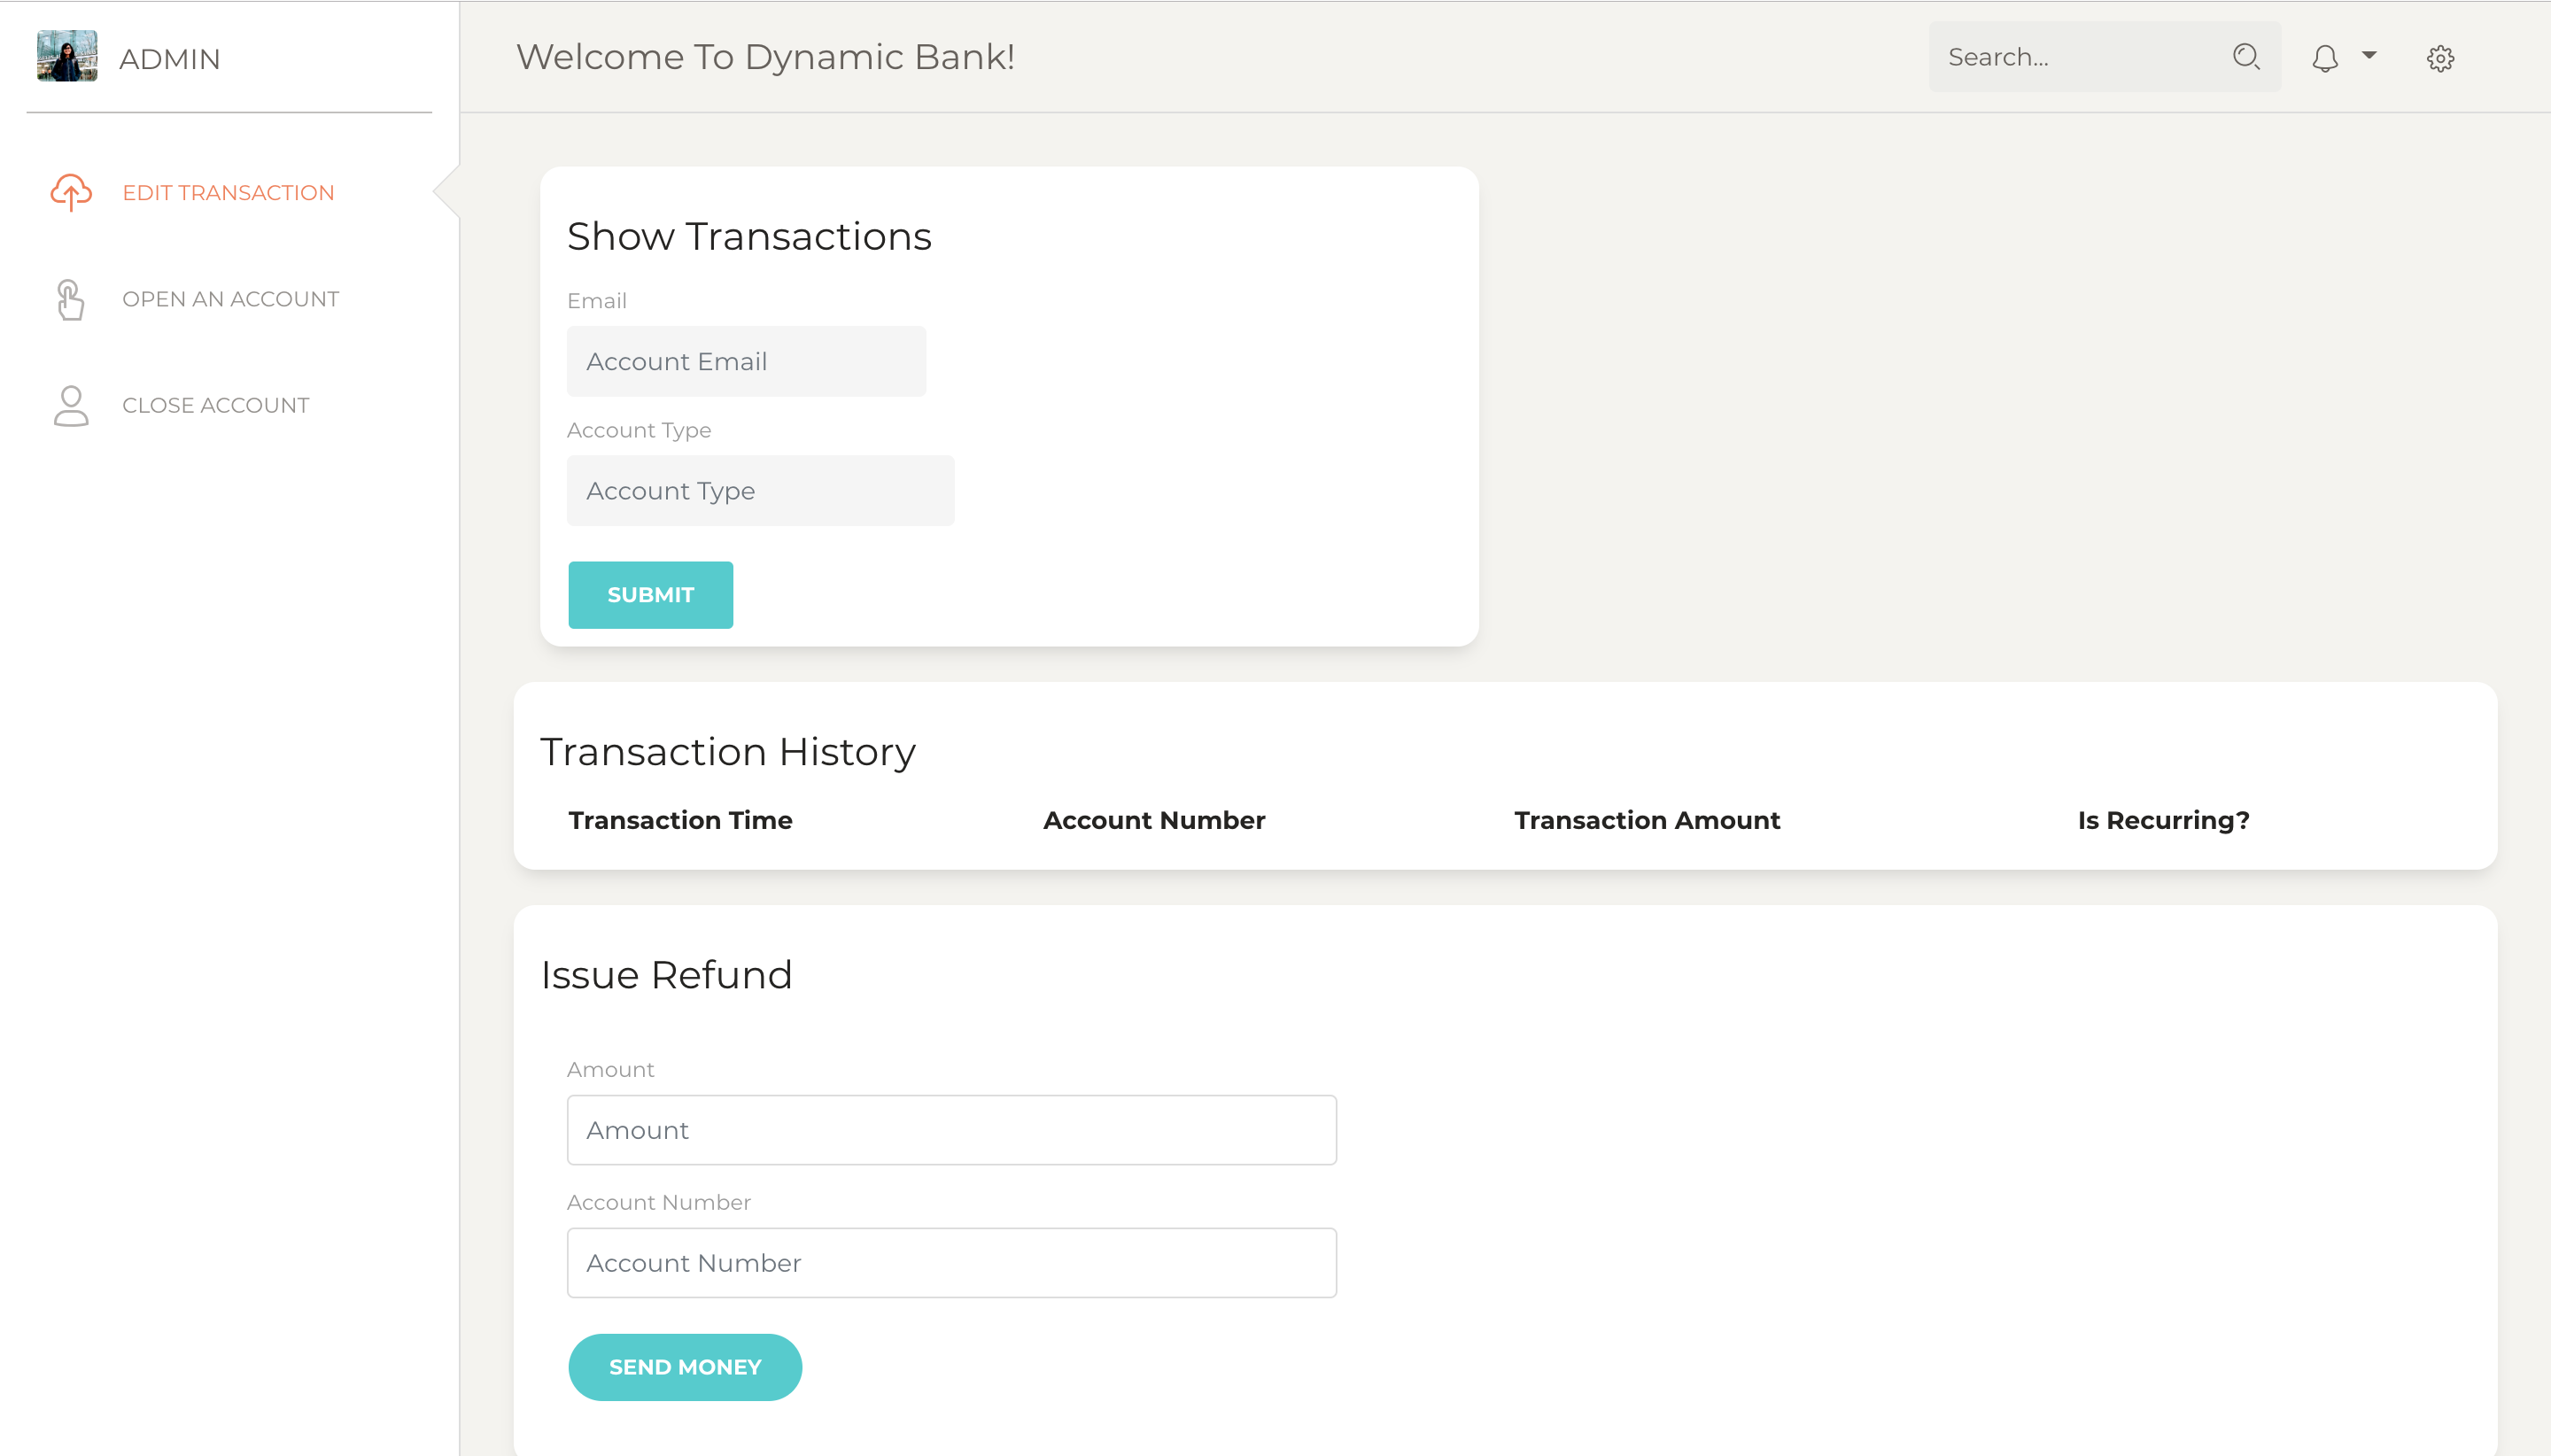 ADMIN
Welcome To Dynamic Bank!
Search...
EDIT TRANSACTION
OPEN AN ACCOUNT
CLOSE ACCOUNT
Show Transactions
Email
Account Email
Account Type
Account Type
SUBMIT
Transaction History
Transaction Time Account Number Transaction Amount Is Recurring?
Issue Refund
Amount
Amount
Account Number
Account Number
SEND MONEY